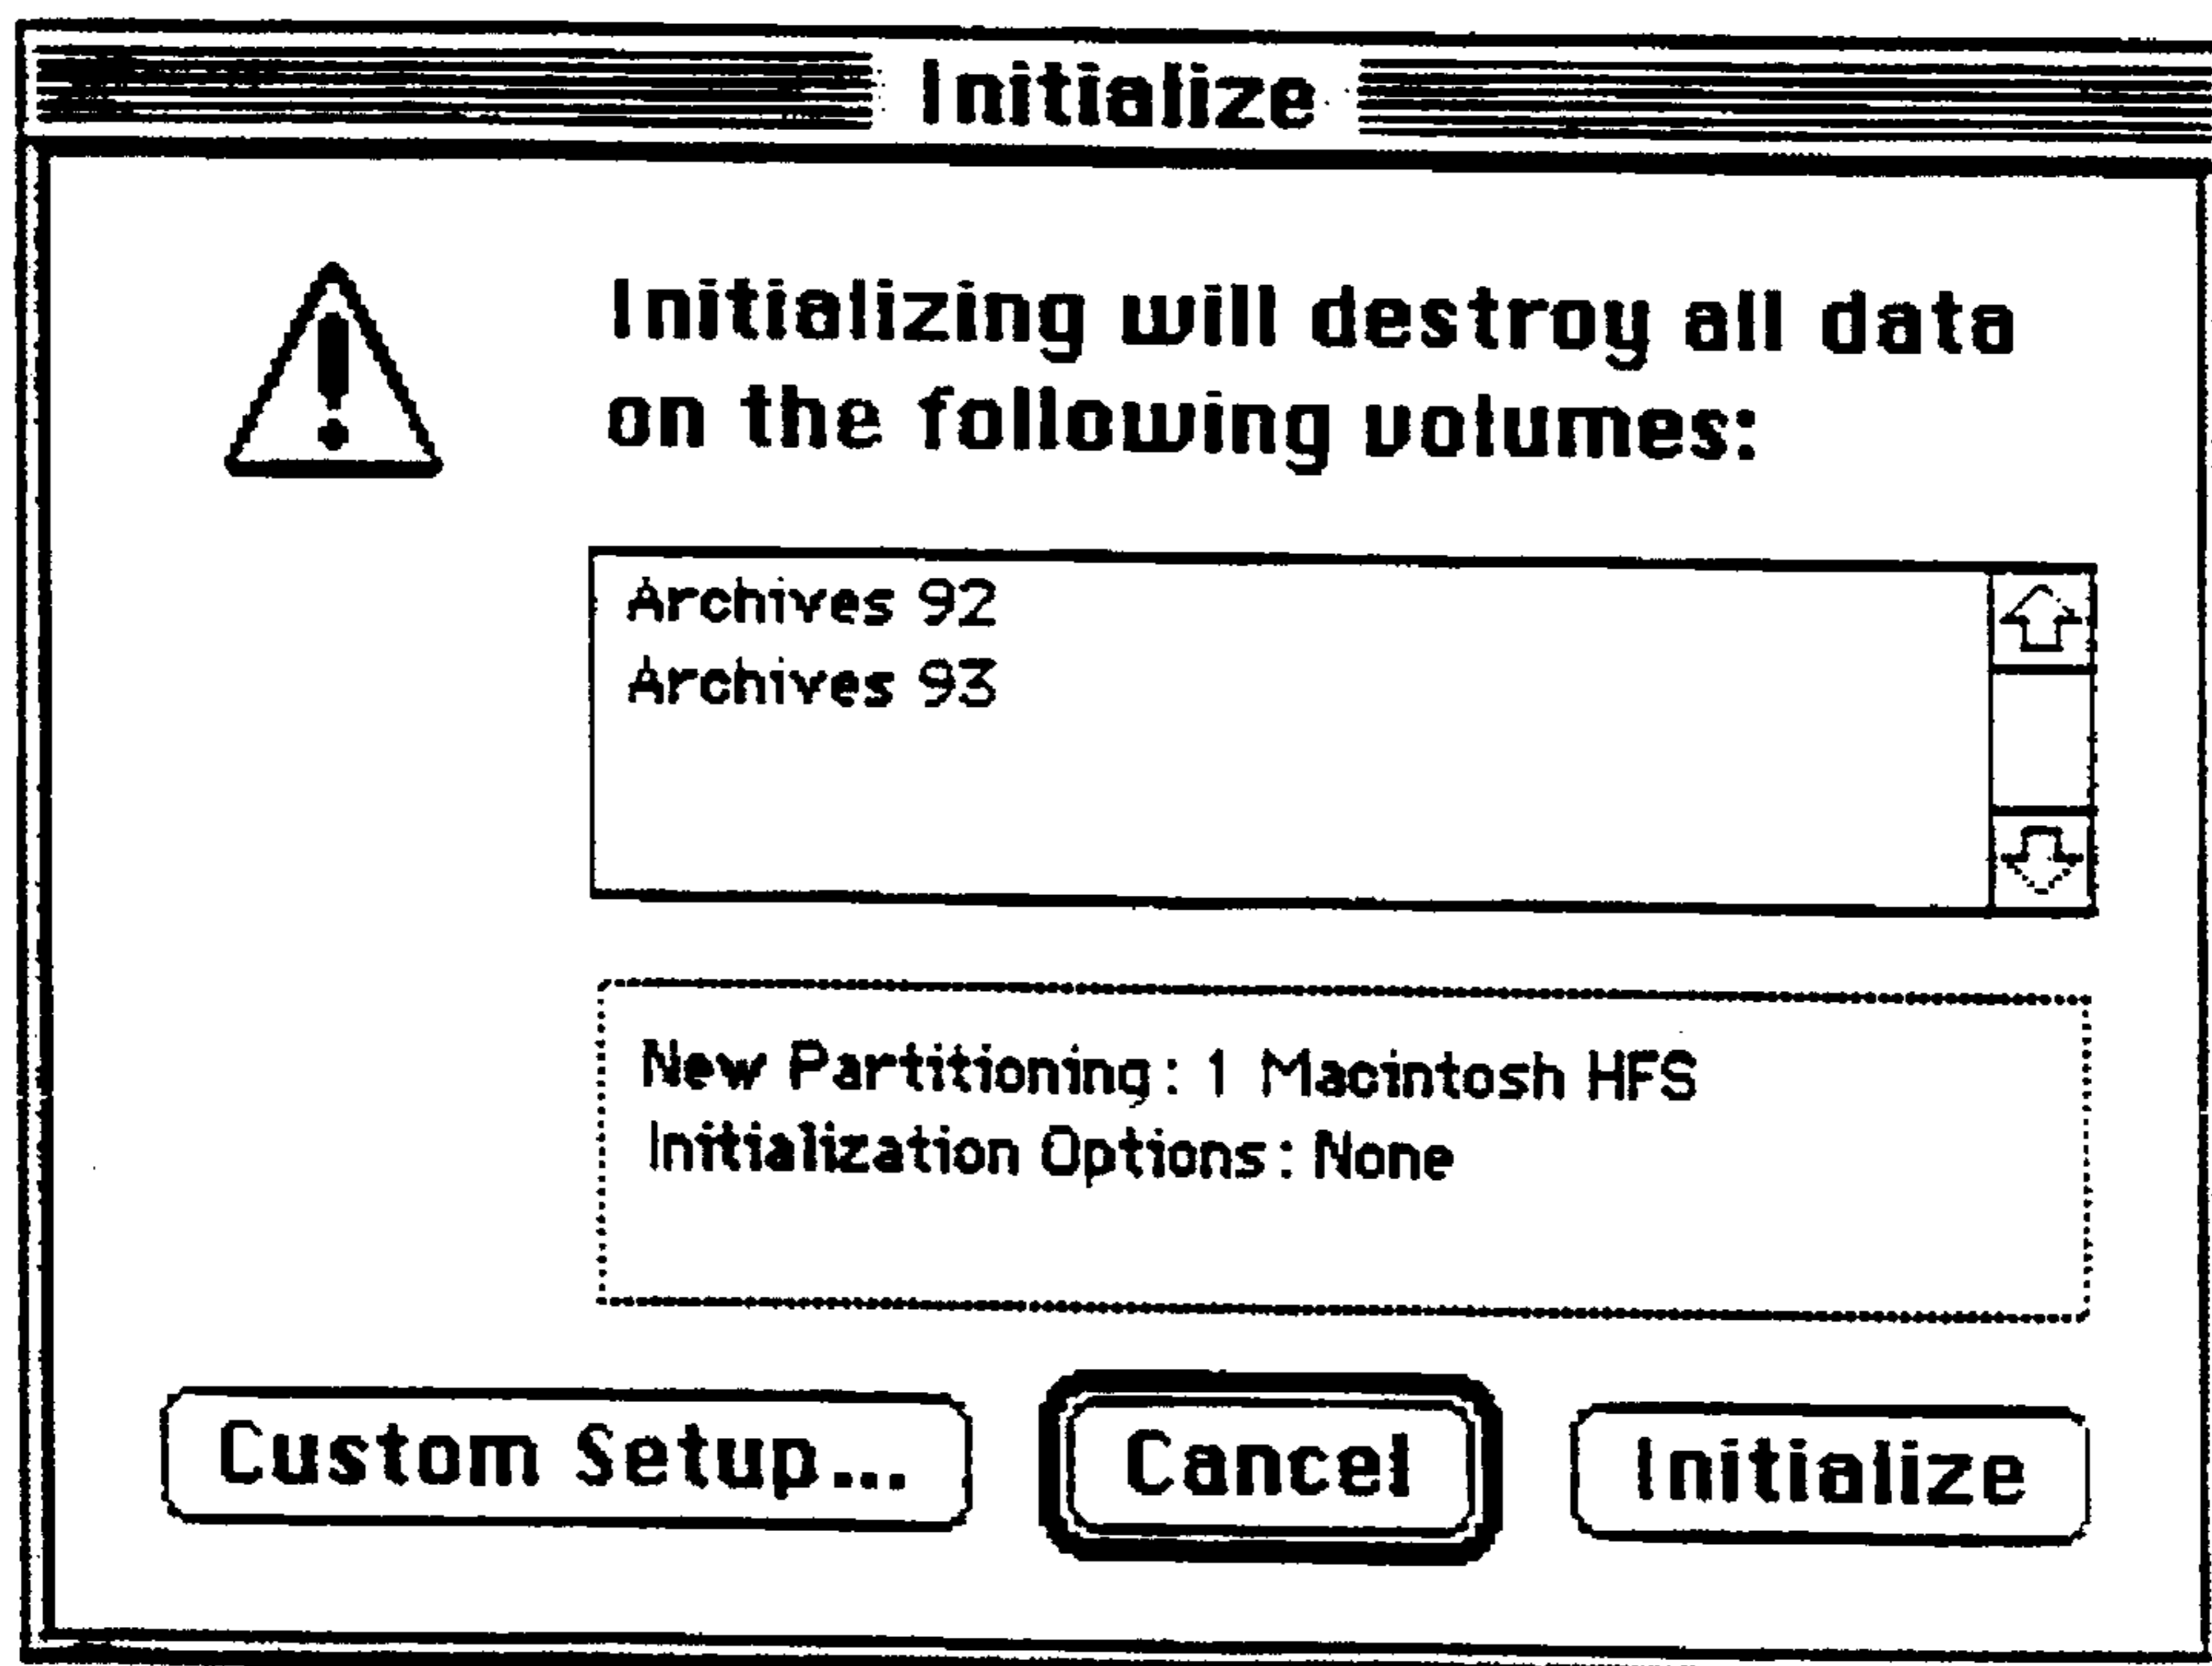 Initialize
Initializing will destroy all data
on the following volumes:
Archives 92
Archives 93
New Partitioning: 1 Macintosh HFS
Initialization Options: None
Custom Setup...
Cancel
Initialize